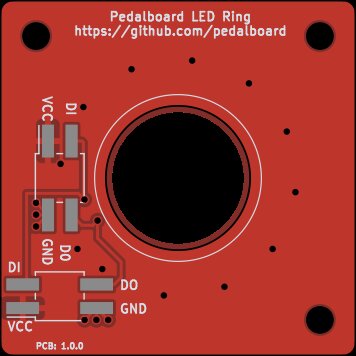 Pedalboard LED Ring
https://github.com/pedalboard
VCC
DI
GND
DO
DI
DO
GND
VCC
PCB: 1.0.0